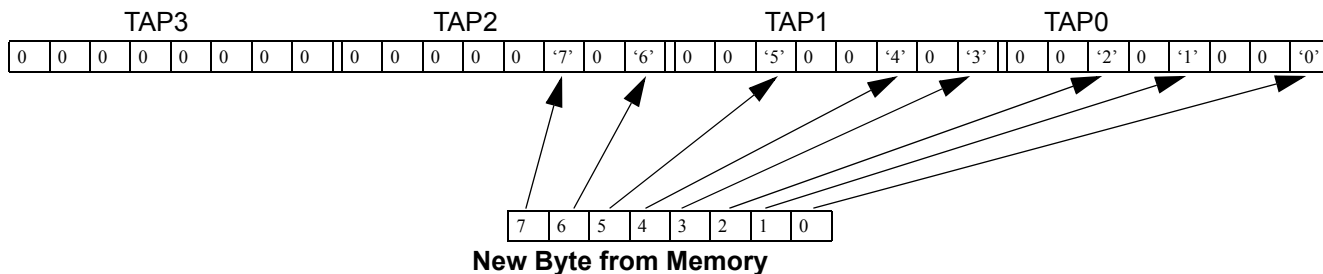 TAP3 TAP2 TAP1 TAP0
0 0 0 0 0 0 0 0 0 0 0 0 0 ‘7’ 0 ‘6’ 0 0 ‘5’ 0 0 ‘4’ 0 ‘3’ 0 0 ‘2’ 0 ‘1’ 0 0 ‘0’
7 6 5 4 3 2 1 0
New Byte from Memory